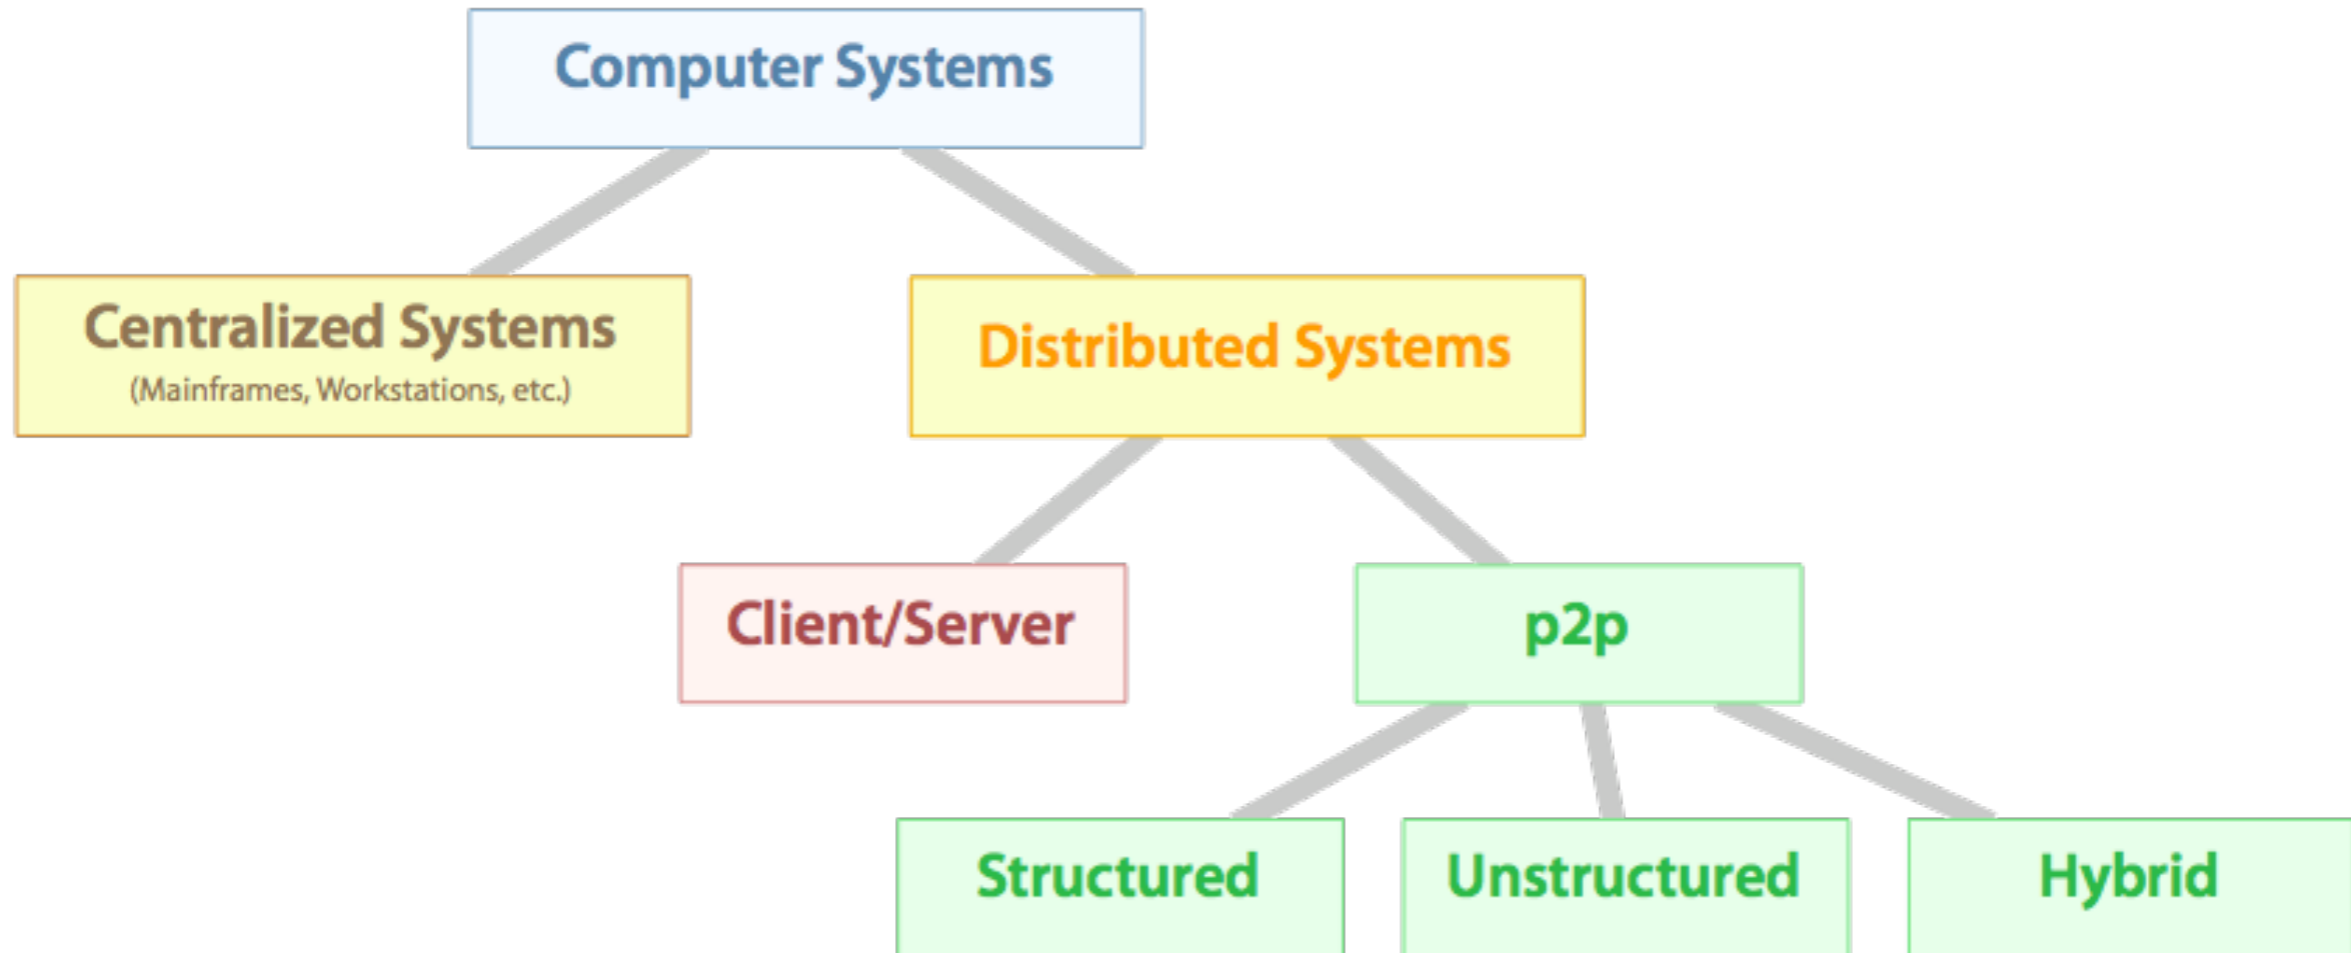 Computer Systems
Centralized Systems
(Mainframes, Workstations, etc.)
Distributed Systems
Client/Server
p2p
Structured
Unstructured
Hybrid